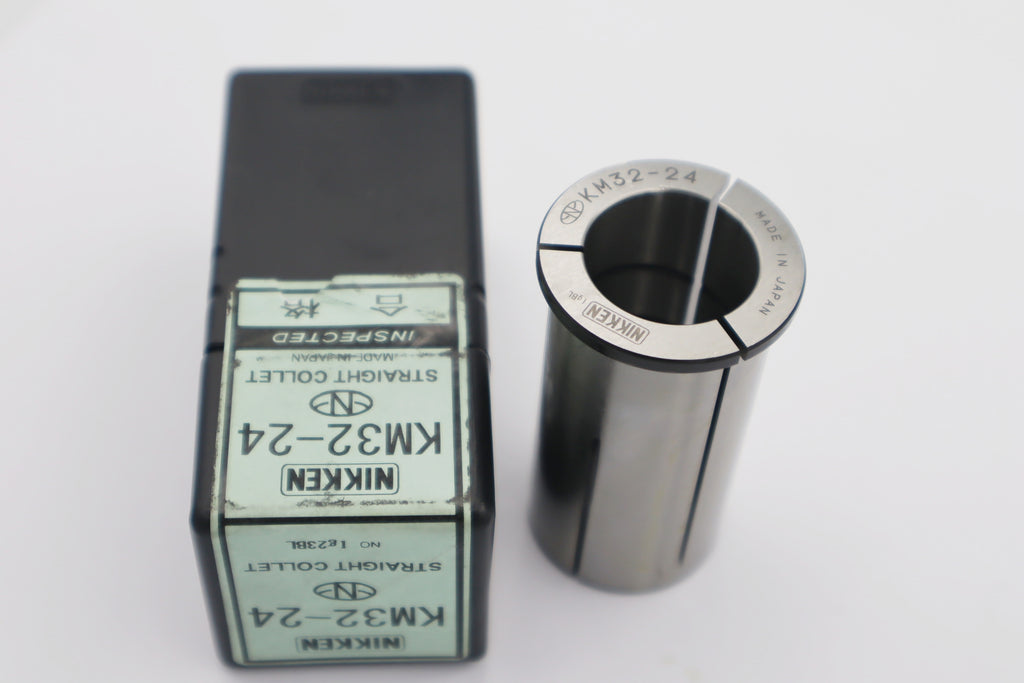 NIKKEN
KM32-24
STRAIGHT COLLET
NO
NIKKEN
KM32-24
STRAIGHT COLLET
MADE IN JAPAN
INSPECTED
合 格
KM32-24
MADE IN JAPAN
NIKKEN